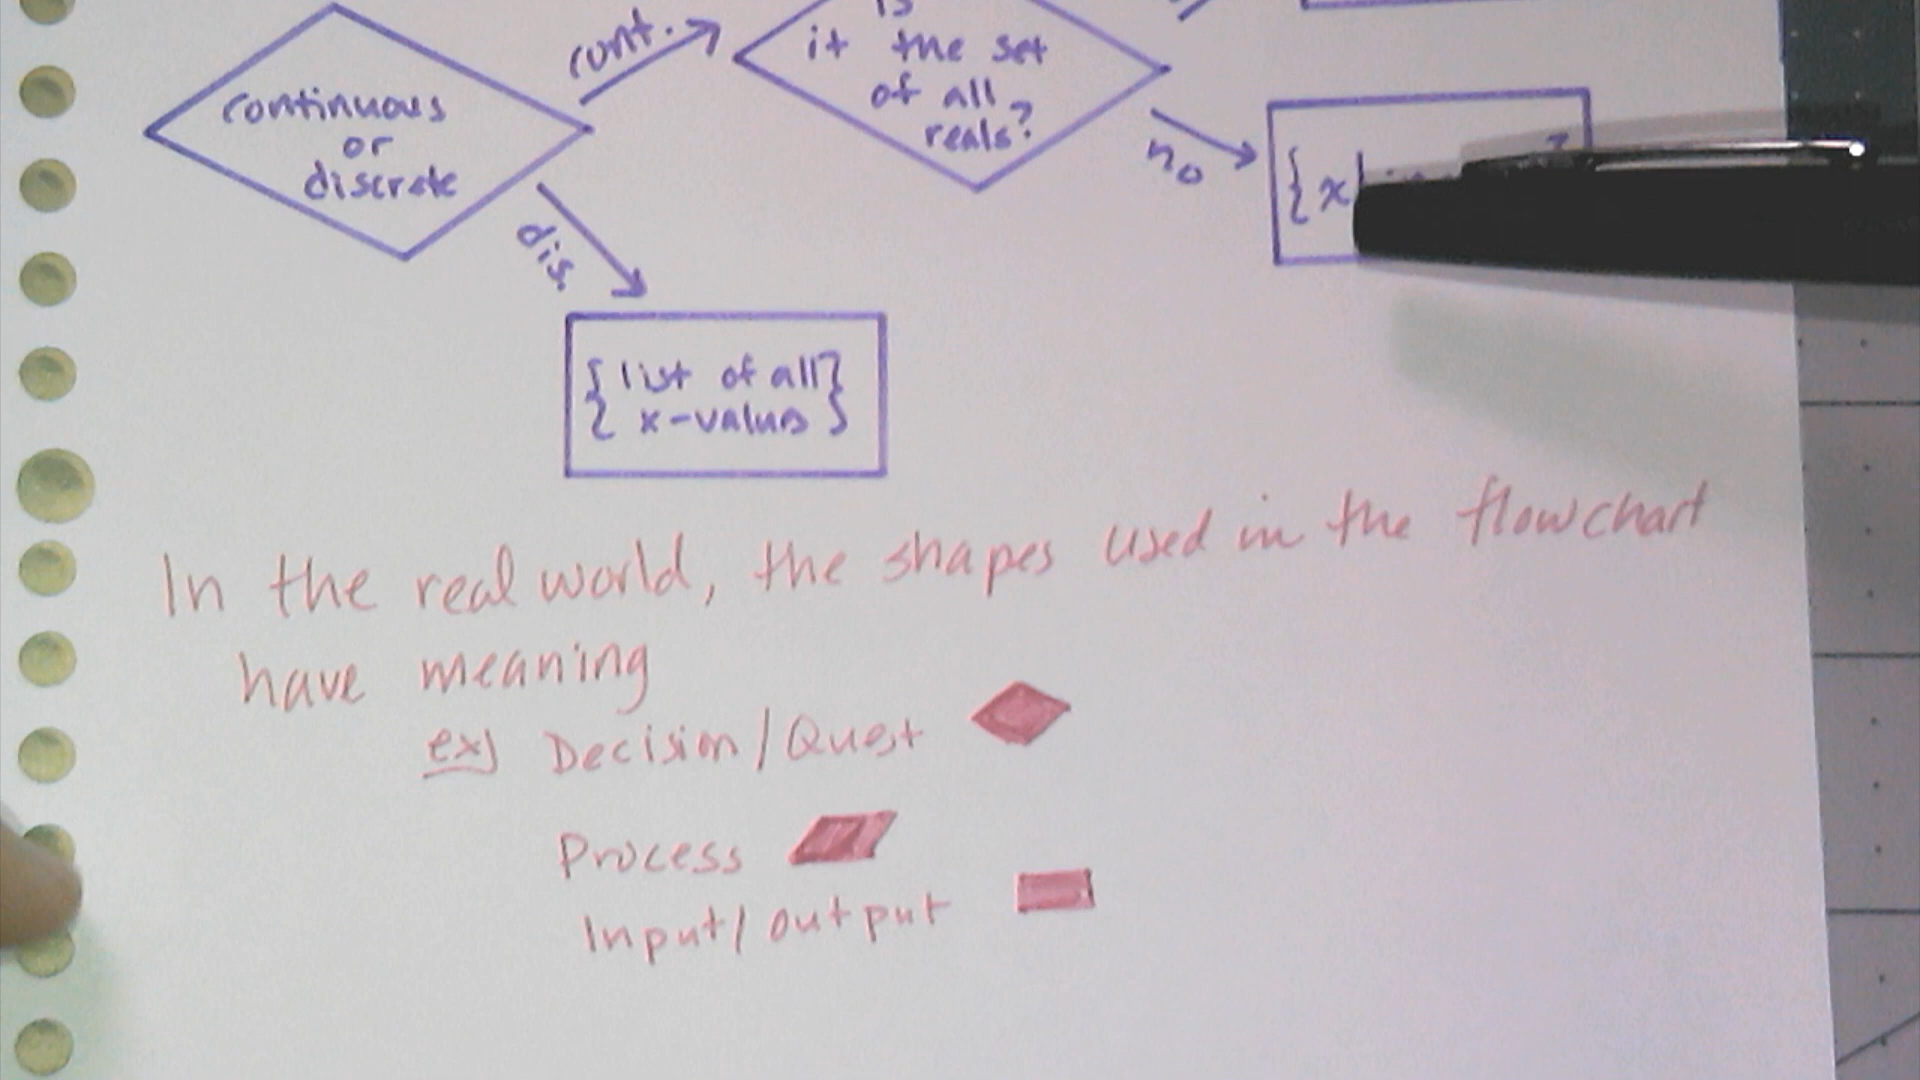 cont.
is
it the set
of all
reals?
continuous
or
discrete
no
{x|
dis.
{list of all}
{x-values}
In the real world, the shapes used in the flowchart
have meaning
ex) Decision/Quest
Process
Input/output